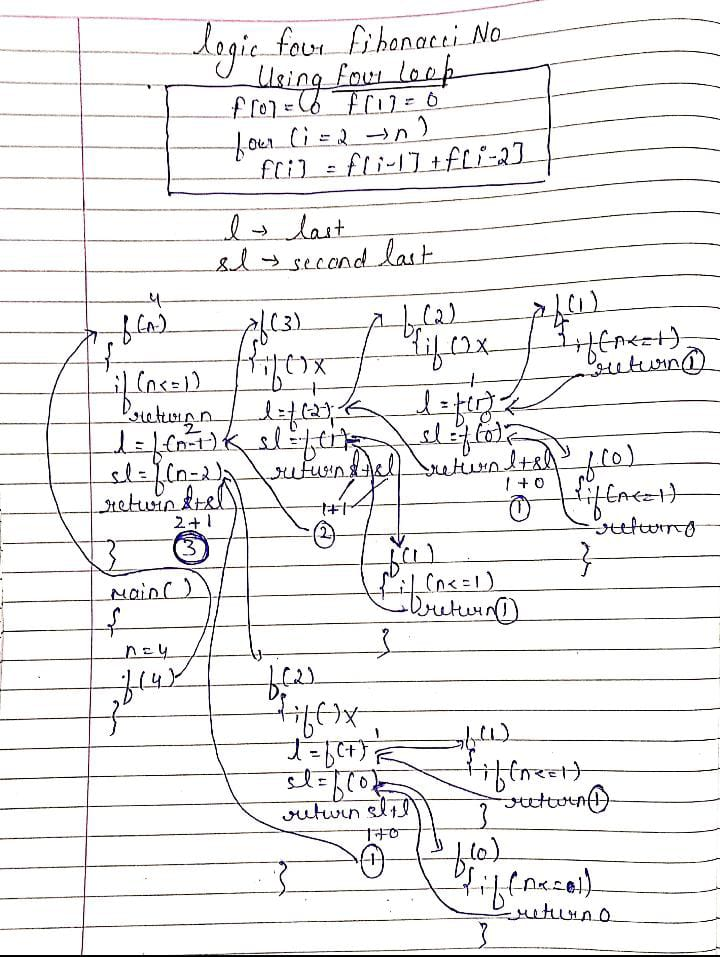 logic four Fibonacci No
Using four loop
f[0]=0 f[1]=0
four (i=2 → n)
f[i] = f[i-1] + f[i-2]
l → last
sl → second last
4
f(n)
{
if(n<=1)
return n
2
l = f(n-1)
sl = f(n-2)
return l+sl
2+1
3
}
main()
{
n=4
f(4)
}
f(3)
{
if()x
1
l=f(2)
sl=f(1)
return l+sl
1+1
2
f(2)
{if()x
1
l = f(1)
sl=f(0)
return l+sl
1+0
1
f(1)
{if(n<=1)
return 1
f(0)
{if(n<=1)
return 0
}
f(1)
{if(n<=1)
return 1
}
f(2)
{if()x
1
l=f(1)
sl=f(0)
return sl+l
1+0
1
}
f(1)
{if(n<=1)
return 1
}
f(0)
{if(n<=01)
return 0
}